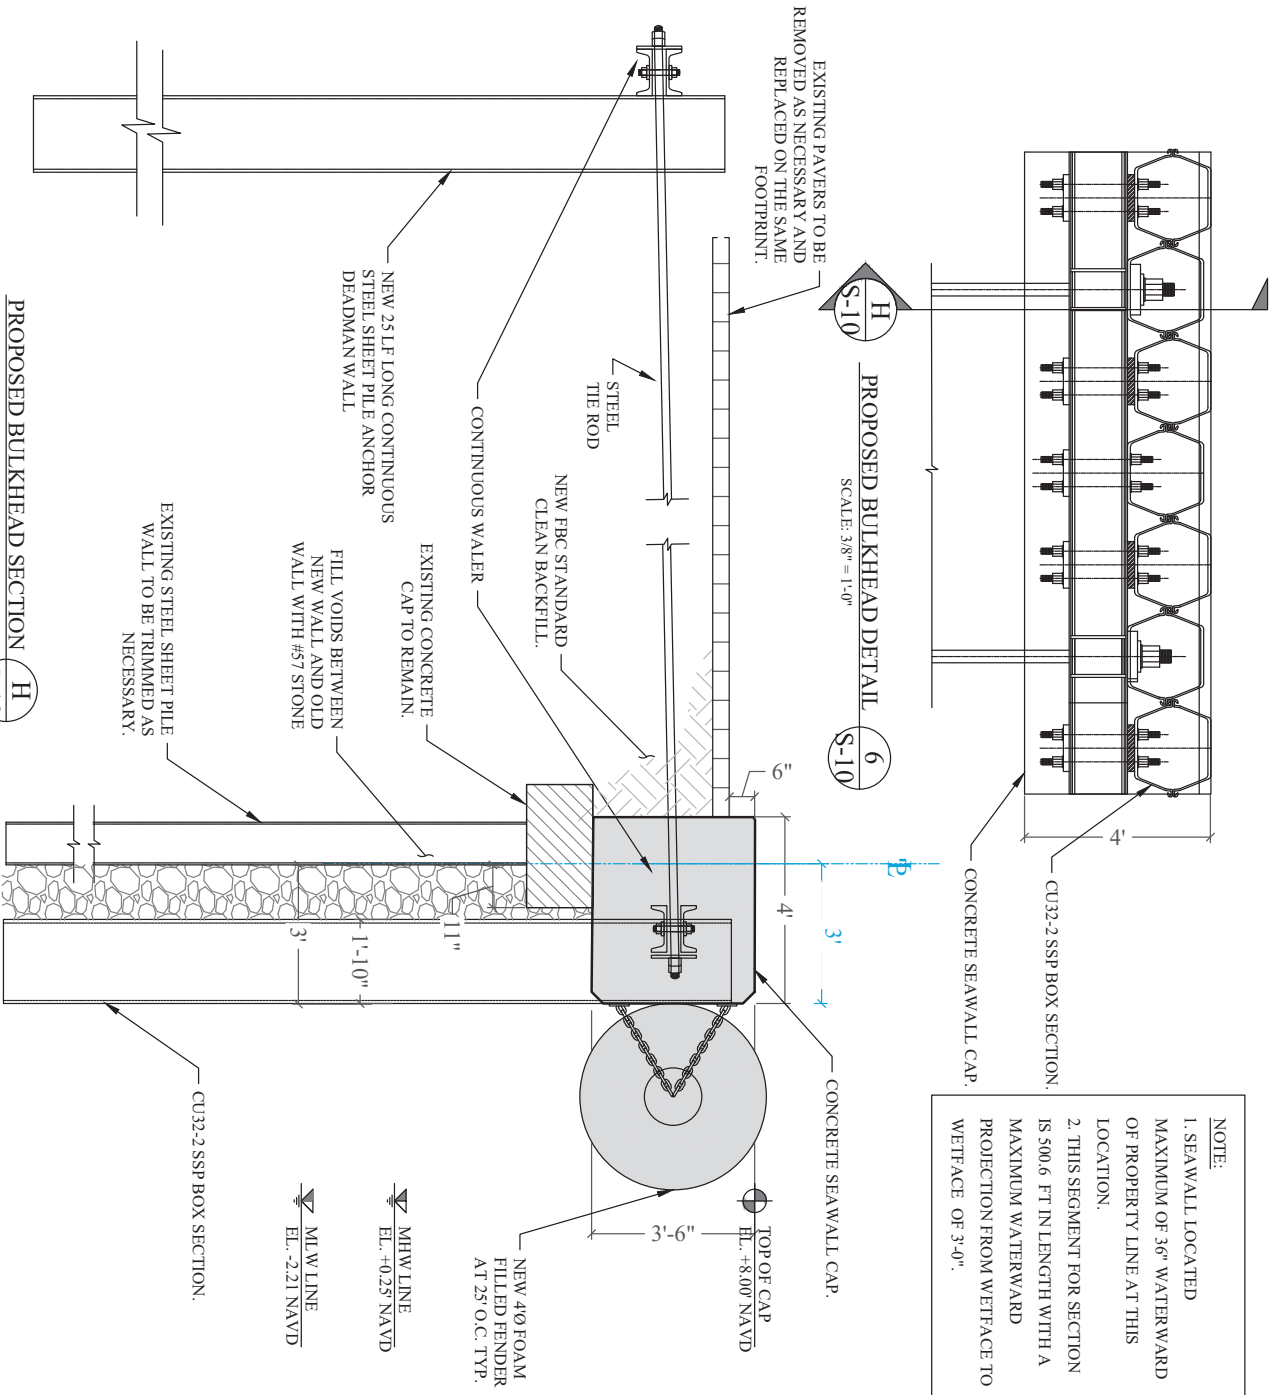 NOTE:
1. SEAWALL LOCATED
MAXIMUM OF 36" WATERWARD
OF PROPERTY LINE AT THIS
LOCATION.
2. THIS SEGMENT FOR SECTION
IS 500.6 FT IN LENGTH WITH A
MAXIMUM WATERWARD
PROJECTION FROM WETFACE TO
WETFACE OF 3'-0".
4'
CU32-2 SSP BOX SECTION.
CONCRETE SEAWALL CAP.
H
S-10
PROPOSED BULKHEAD DETAIL
SCALE: 3/8" = 1'-0"
6
S-10
EXISTING PAVERS TO BE
REMOVED AS NECESSARY AND
REPLACED ON THE SAME
FOOTPRINT.
6"
4'
3'
PL
CONCRETE SEAWALL CAP.
TOP OF CAP
EL. +8.00' NAVD
3'-6"
STEEL
TIE ROD
NEW FBC STANDARD
CLEAN BACKFILL.
CONTINUOUS WALER
EXISTING CONCRETE
CAP TO REMAIN.
NEW 25 LF LONG CONTINUOUS
STEEL SHEET PILE ANCHOR
DEADMAN WALL
FILL VOIDS BETWEEN
NEW WALL AND OLD
WALL WITH #57 STONE
EXISTING STEEL SHEET PILE
WALL TO BE TRIMMED AS
NECESSARY.
11"
1'-10"
3'
NEW 4'Ø FOAM
FILLED FENDER
AT 25' O.C. TYP.
MHW LINE
EL. +0.25' NAVD
MLW LINE
EL. -2.21 NAVD
CU32-2 SSP BOX SECTION.
PROPOSED BULKHEAD SECTION
H